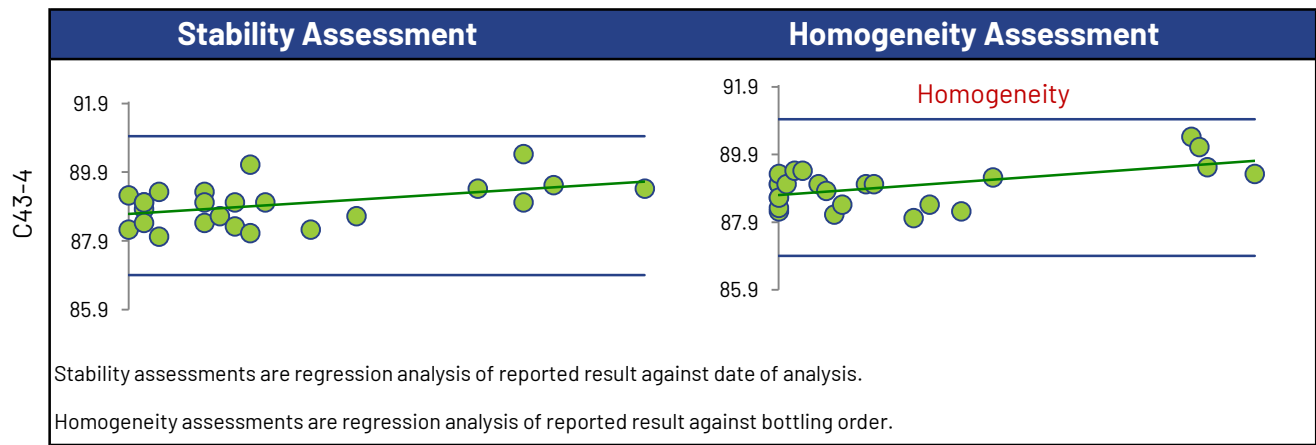 Stability Assessment
Homogeneity Assessment
C43-4
91.9
89.9
87.9
85.9
Homogeneity
91.9
89.9
87.9
85.9
Stability assessments are regression analysis of reported result against date of analysis.
Homogeneity assessments are regression analysis of reported result against bottling order.